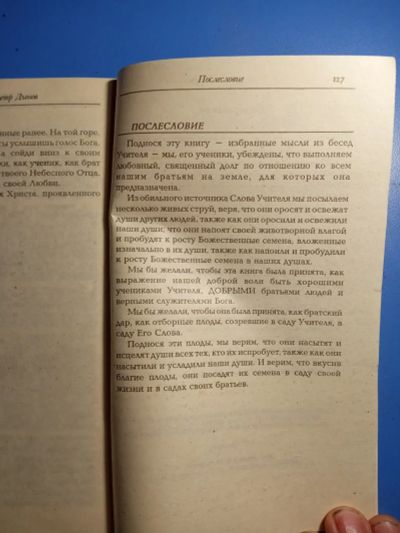 етр Дънов
нные ранее. На той горе,
ты услышишь голос Бога.
а сойди вниз к своим
ки, как ученик, как брат
твоего Небесного Отца,
своей Любви.
Христа, проявленного
Послесловие 127
ПОСЛЕСЛОВИЕ
Поднося эту книгу — избранные мысли из бесед
Учителя — мы, его ученики, убеждены, что выполняем
любовный, священный долг по отношению ко всем
нашим братьям на земле, для которых она
предназначена.
Из обильного источника Слова Учителя мы посылаем
несколько живых струй, веря, что они оросят и освежат
души других людей, также как они оросили и освежили
наши души; что они напоят своей животворной влагой
и пробудят к росту Божественные семена, вложенные
изначально в их души, также как напоили и пробудили
к росту Божественные семена в наших душах.
Мы бы желали, чтобы эта книга была принята, как
выражение нашей доброй воли быть хорошими
учениками Учителя, ДОБРЫМИ братьями людей и
верными служителями Бога.
Мы бы желали, чтобы она была принята, как братский
дар, как отборные плоды, созревшие в саду Учителя, в
саду Его Слова.
Поднося эти плоды, мы верим, что они насытят и
исцелят души всех тех, кто их испробует, также как они
насытили и усладили наши души. И верим, что вкусив
благие плоды, они посадят их семена в саду своей
жизни и в садах своих братьев.